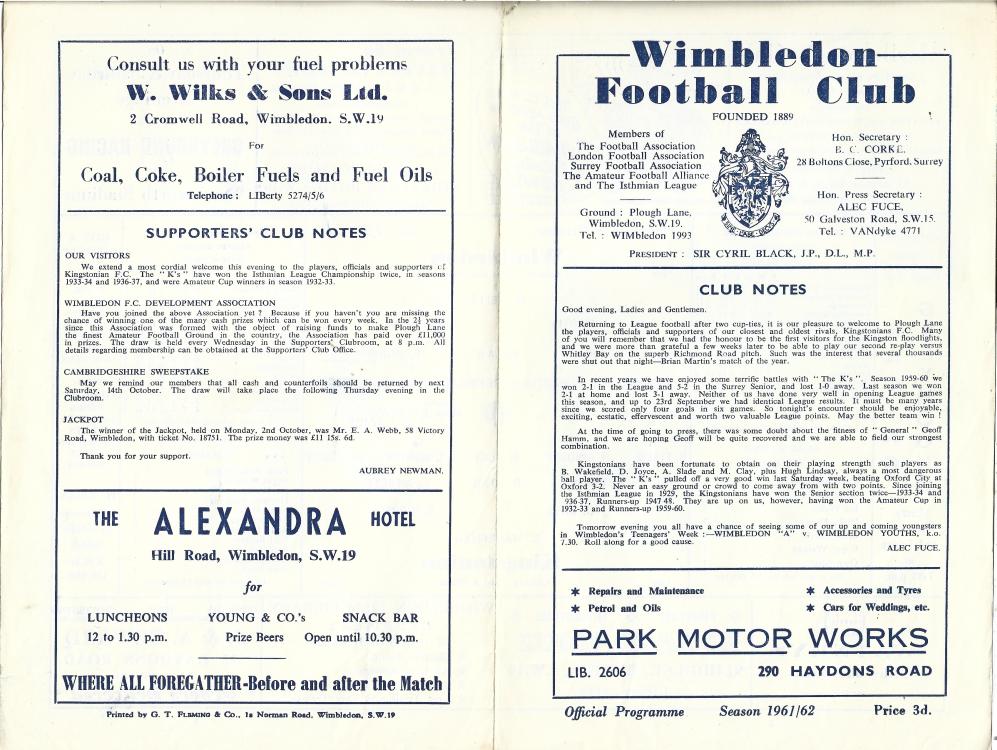 Consult us with your fuel problems
W. Wilks & Sons Ltd.
2 Cromwell Road, Wimbledon. S.W.19
For
Coal, Coke, Boiler Fuels and Fuel Oils
Telephone ; LIBerty 5274/5/6
SUPPORTERS' CLUB NOTES
OUR VISITORS
We extend a most cordial welcome this evening to the players, officials and supporters of
Kingstonian F.C. The "K's" have won the Isthmian League Championship twice, in seasons
1933-34 and 1936-37, and were Amateur Cup winners in season 1932-33.
WIMBLEDON F.C. DEVELOPMENT ASSOCIATION
Have you joined the above Association yet ? Because if you haven't you are missing the
chance of winning one of the many cash prizes which can be won every week. In the 2½ years
since this Association was formed with the object of raising funds to make Plough Lane
the finest Amateur Football Ground in the country, the Association has paid over £11,000
in prizes. The draw is held every Wednesday in the Supporters' Clubroom, at 8 p.m. All
details regarding membership can be obtained at the Supporters' Club Office.
CAMBRIDGESHIRE SWEEPSTAKE
May we remind our members that all cash and counterfoils should be returned by next
Saturday, 14th October. The draw will take place the following Thursday evening in the
Clubroom.
JACKPOT
The winner of the Jackpot, held on Monday, 2nd October, was Mr. E. A. Webb, 58 Victory
Road, Wimbledon, with ticket No. 18751. The prize money was £11 15s. 6d.
Thank you for your support.
AUBREY NEWMAN.
THE ALEXANDRA HOTEL
Hill Road, Wimbledon, S.W.19
for
LUNCHEONS YOUNG & CO.'s SNACK BAR
12 to 1.30 p.m. Prize Beers Open until 10.30 p.m.
WHERE ALL FOREGATHER-Before and after the Match
Printed by G. T. FLEMING & Co., 1a Norman Road, Wimbledon, S.W.19
Wimbledon
Football Club
FOUNDED 1889
Members of
The Football Association
London Football Association
Surrey Football Association
The Amateur Football Alliance
and The Isthmian League
Ground : Plough Lane,
Wimbledon, S.W.19.
Tel. : WIMbledon 1993
Hon. Secretary :
B. C. CORKE.
28 Boltons Close, Pyrford. Surrey
Hon. Press Secretary :
ALEC FUCE,
50 Galveston Road, S.W.15.
Tel. : VANdyke 4771
PRESIDENT : SIR CYRIL BLACK, J.P., D.L., M.P.
CLUB NOTES
Good evening, Ladies and Gentlemen.
Returning to League football after two cup-ties, it is our pleasure to welcome to Plough Lane
the players, officials and supporters of our closest and oldest rivals, Kingstonians F.C. Many
of you will remember that we had the honour to be the first visitors for the Kingston floodlights,
and we were more than grateful a few weeks later to be able to play our second re-play versus
Whitley Bay on the superb Richmond Road pitch. Such was the interest that several thousands
were shut out that night—Brian Martin's match of the year.
In recent years we have enjoyed some terrific battles with "The K's". Season 1959-60 we
won 2-1 in the League and 5-2 in the Surrey Senior, and lost 1-0 away. Last season we won
2-1 at home and lost 3-1 away. Neither of us have done very well in opening League games
this season, and up to 23rd September we had identical League results. It must be many years
since we scored only four goals in six games. So tonight's encounter should be enjoyable,
exciting, ecstatic, effervescent and worth two valuable League points. May the better team win !
At the time of going to press, there was some doubt about the fitness of "General" Geoff
Hamm, and we are hoping Geoff will be quite recovered and we are able to field our strongest
combination.
Kingstonians have been fortunate to obtain on their playing strength such players as
B. Wakefield, D. Joyce, A. Slade and M. Clay, plus Hugh Lindsay, always a most dangerous
ball player. The "K's" pulled off a very good win last Saturday week, beating Oxford City at
Oxford 3-2. Never an easy ground or crowd to come away from with two points. Since joining
the Isthmian League in 1929, the Kingstonians have won the Senior section twice—1933-34 and
936-37, Runners-up 1947-48. They are up on us, however, having won the Amateur Cup in
1932-33 and Runners-up 1959-60.
Tomorrow evening you all have a chance of seeing some of our up and coming youngsters
in Wimbledon's Teenagers' Week :—WIMBLEDON "A" v. WIMBLEDON YOUTHS, k.o.
7.30. Roll along for a good cause.
ALEC FUCE.
* Repairs and Maintenance * Accessories and Tyres
* Petrol and Oils * Cars for Weddings, etc.
PARK MOTOR WORKS
LIB. 2606 290 HAYDONS ROAD
Official Programme Season 1961/62 Price 3d.